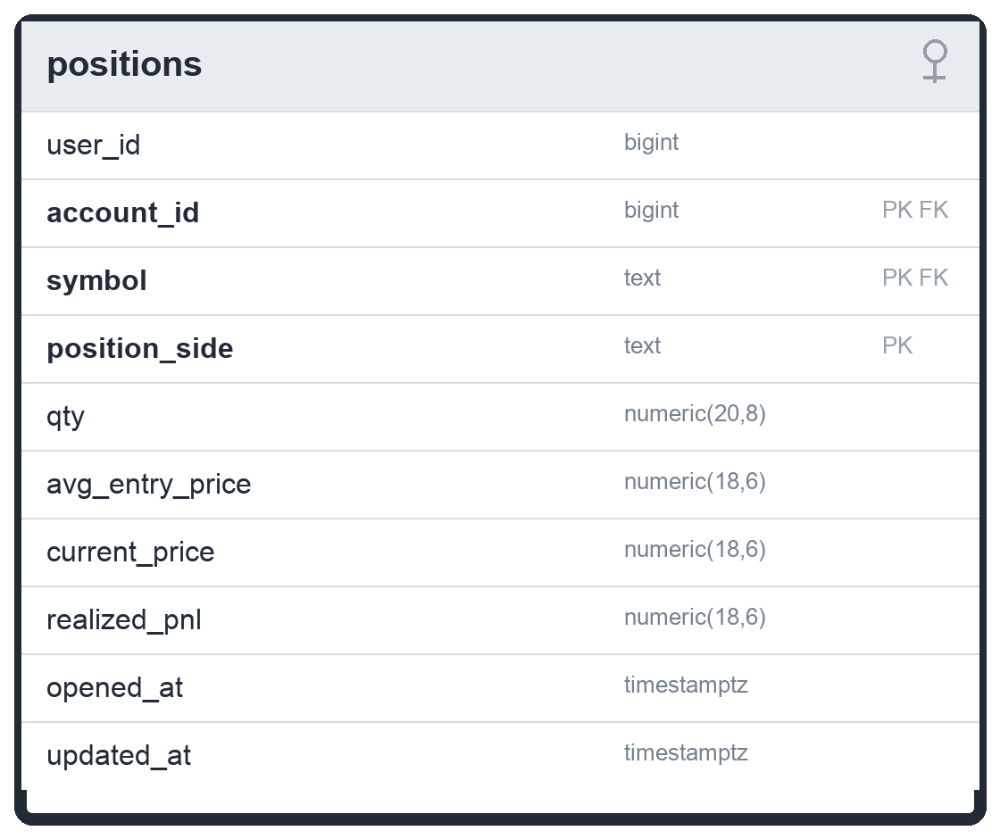 positions
user_id bigint
account_id bigint PK FK
symbol text PK FK
position_side text PK
qty numeric(20,8)
avg_entry_price numeric(18,6)
current_price numeric(18,6)
realized_pnl numeric(18,6)
opened_at timestamptz
updated_at timestamptz